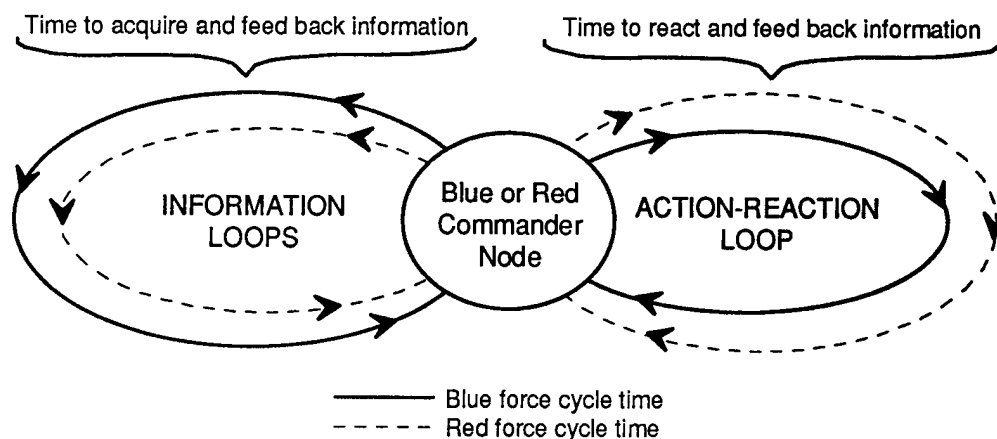 Time to acquire and feed back information
Time to react and feed back information
INFORMATION
LOOPS
Blue or Red
Commander
Node
ACTION-REACTION
LOOP
Blue force cycle time
Red force cycle time